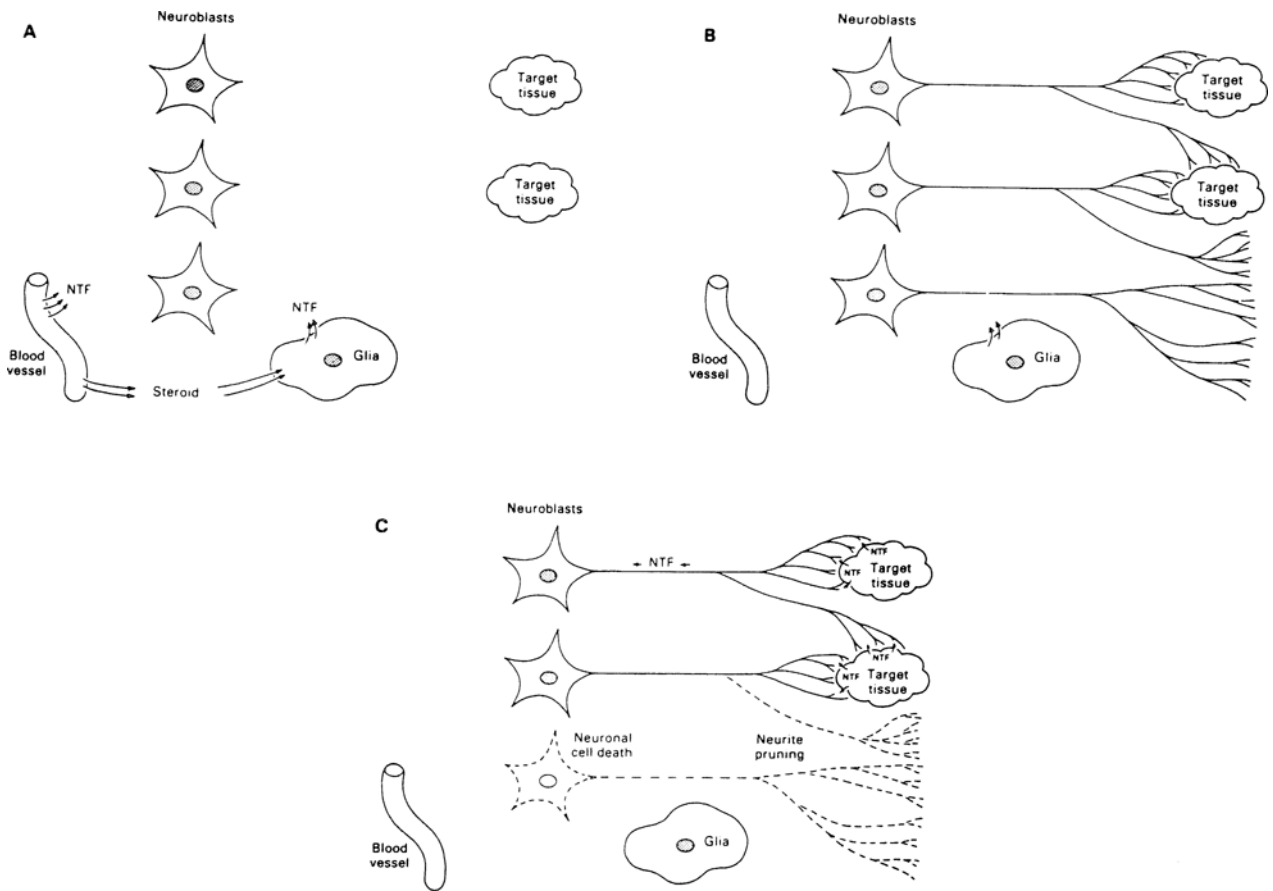 A
Neuroblasts
Target
tissue
Target
tissue
NTF
NTF
Blood
vessel
Glia
Steroid
B
Neuroblasts
Target
tissue
Target
tissue
Blood
vessel
Glia
C
Neuroblasts
NTF
NTF
NTF
Target
tissue
NTF
NTF
Target
tissue
Neuronal
cell death
Neurite
pruning
Blood
vessel
Glia